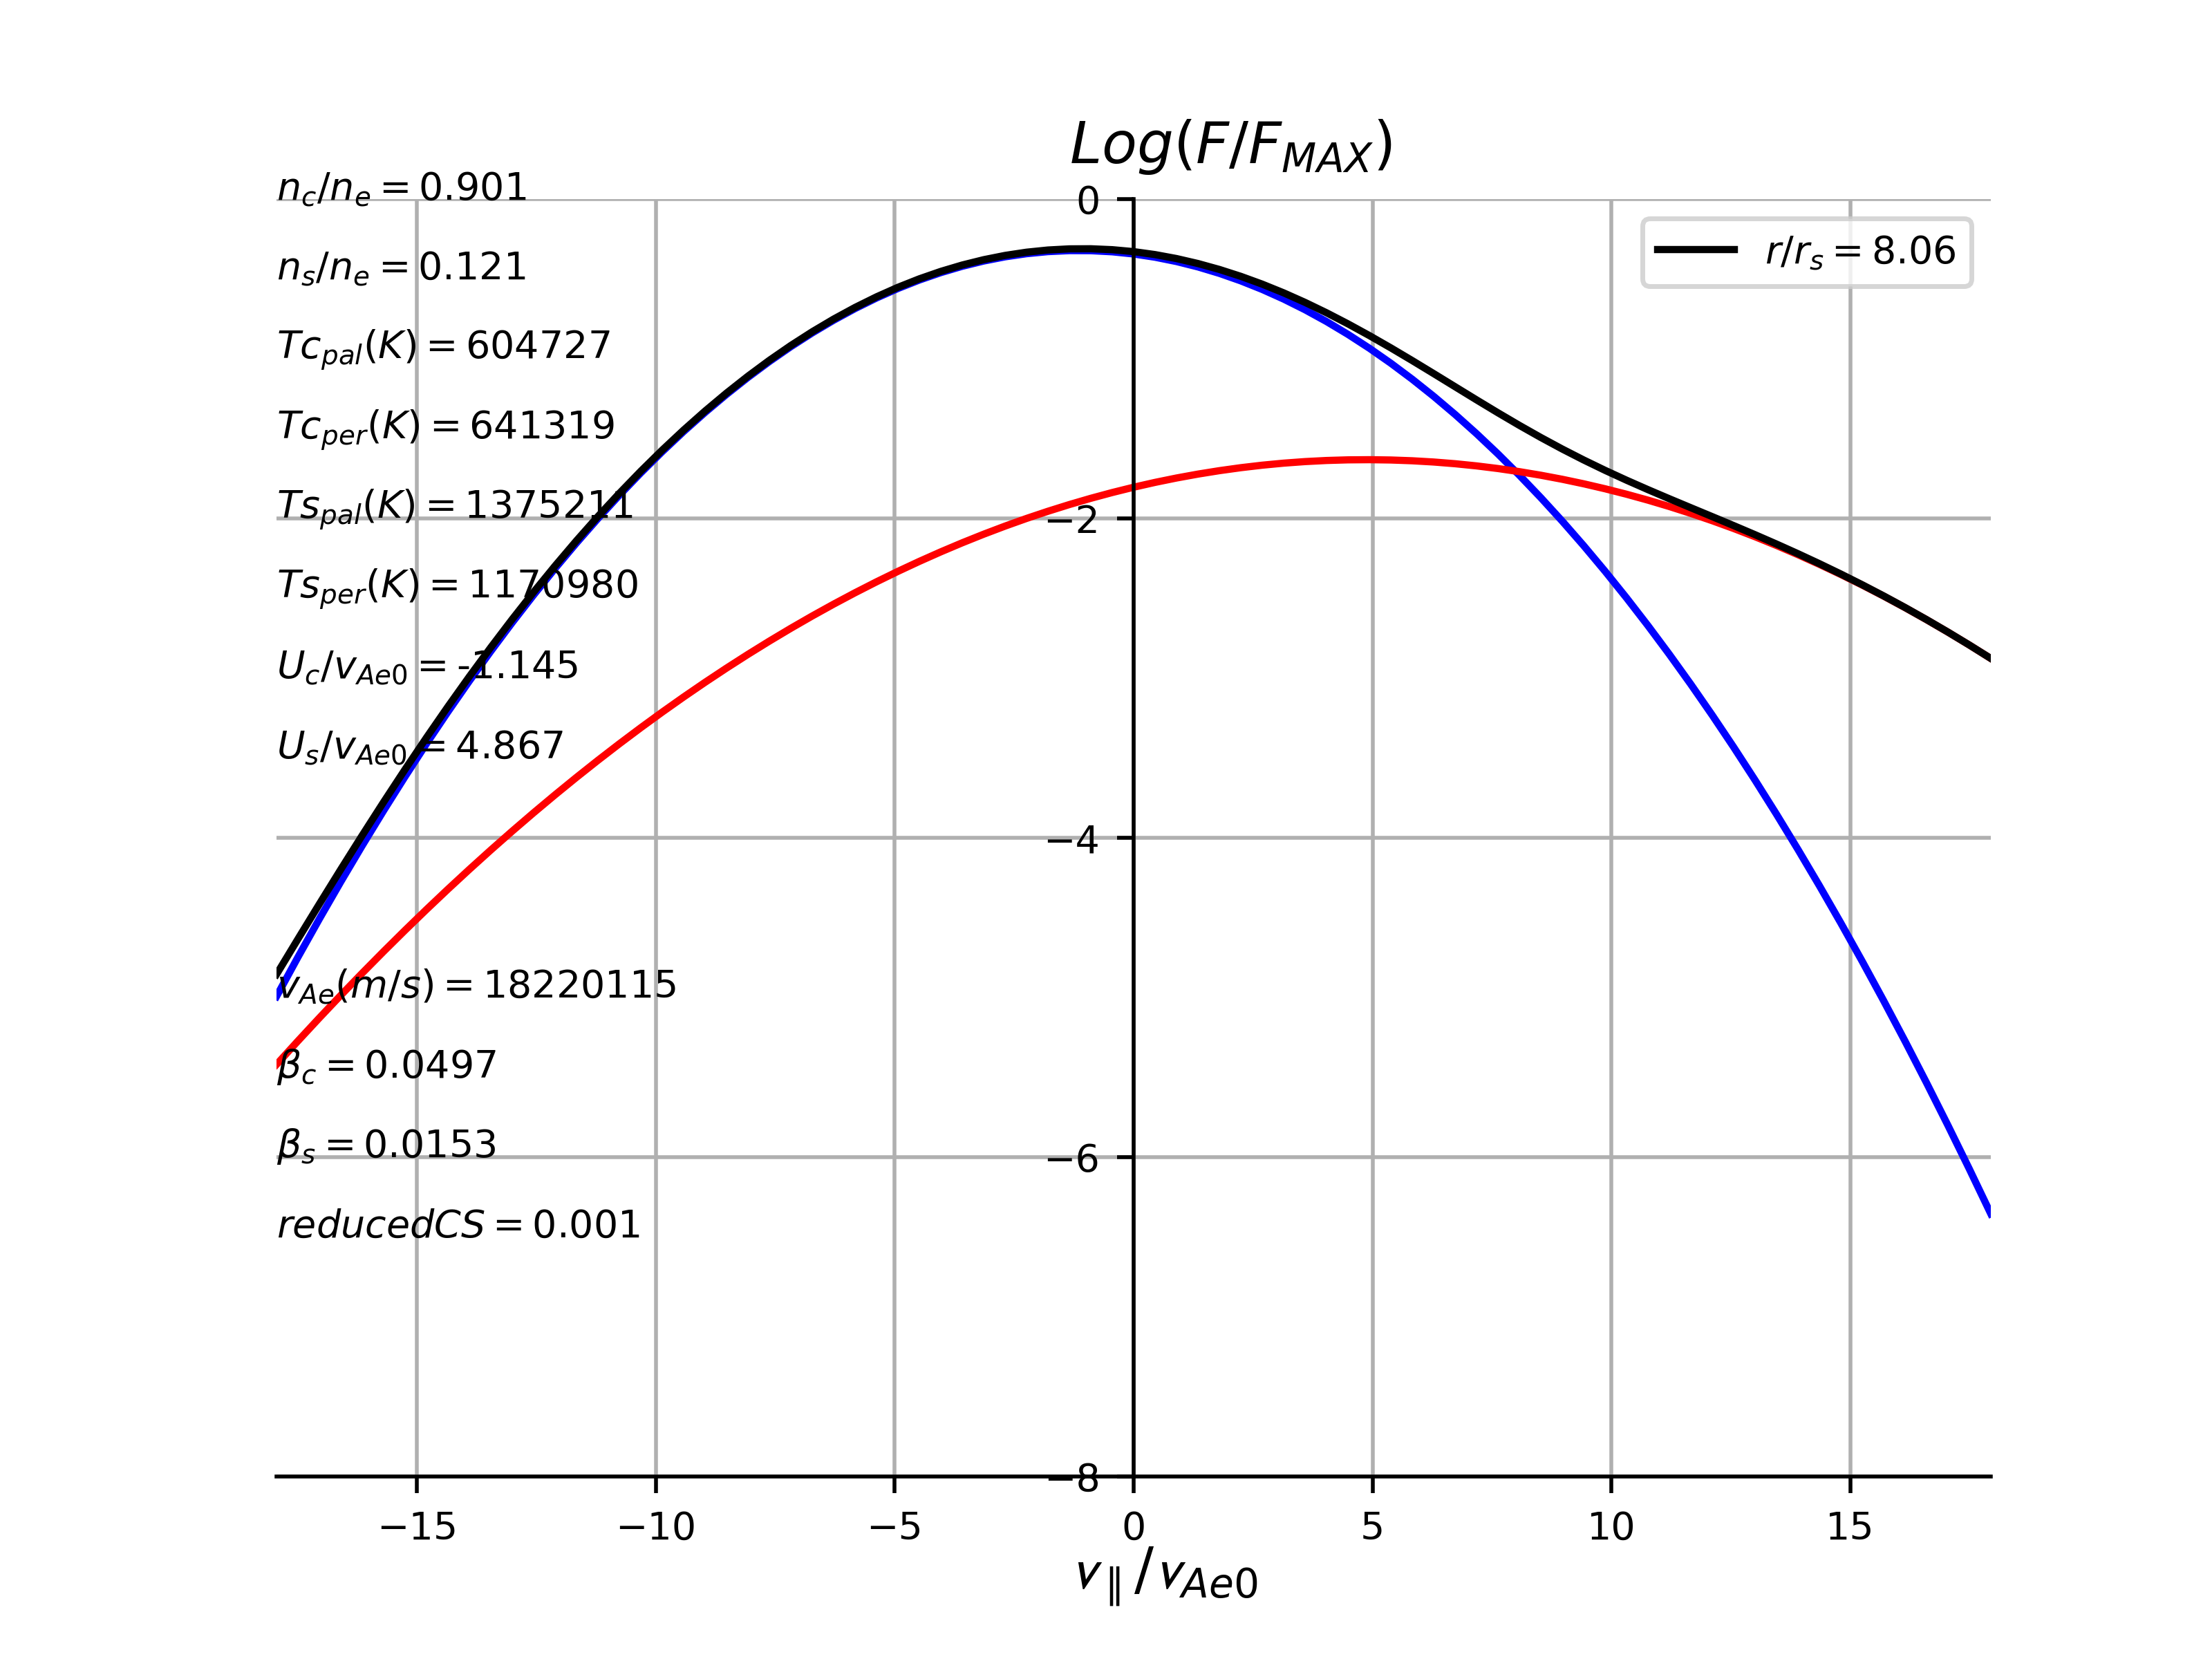 Log(F/F_MAX)
n_c/n_e = 0.901
0
r/r_s = 8.06
n_s/n_e = 0.121
Tc_pal(K) = 604727
Tc_per(K) = 641319
Ts_pal(K) = 1375211
−2
Ts_per(K) = 1170980
U_c/v_Ae0 = -1.145
U_s/v_Ae0 = 4.867
−4
v_Ae(m/s) = 18220115
β_c = 0.0497
β_s = 0.0153
−6
reducedCS = 0.001
−8
−15 −10 −5 0 5 10 15
v_∥/v_Ae0